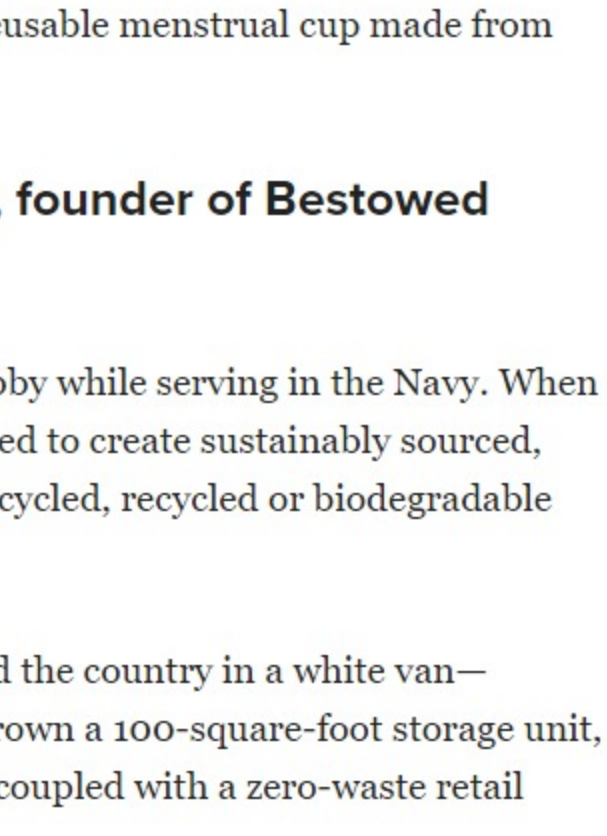 eusable menstrual cup made from
, founder of Bestowed
bby while serving in the Navy. When
ed to create sustainably sourced,
cycled, recycled or biodegradable
d the country in a white van—
rown a 100-square-foot storage unit,
coupled with a zero-waste retail